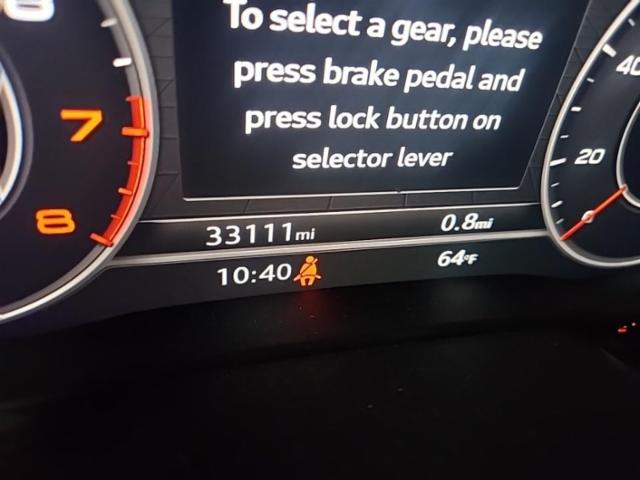 To select a gear, please
press brake pedal and
press lock button on
selector lever
7
8
40
20
33111mi
0.8mi
10:40
64°F